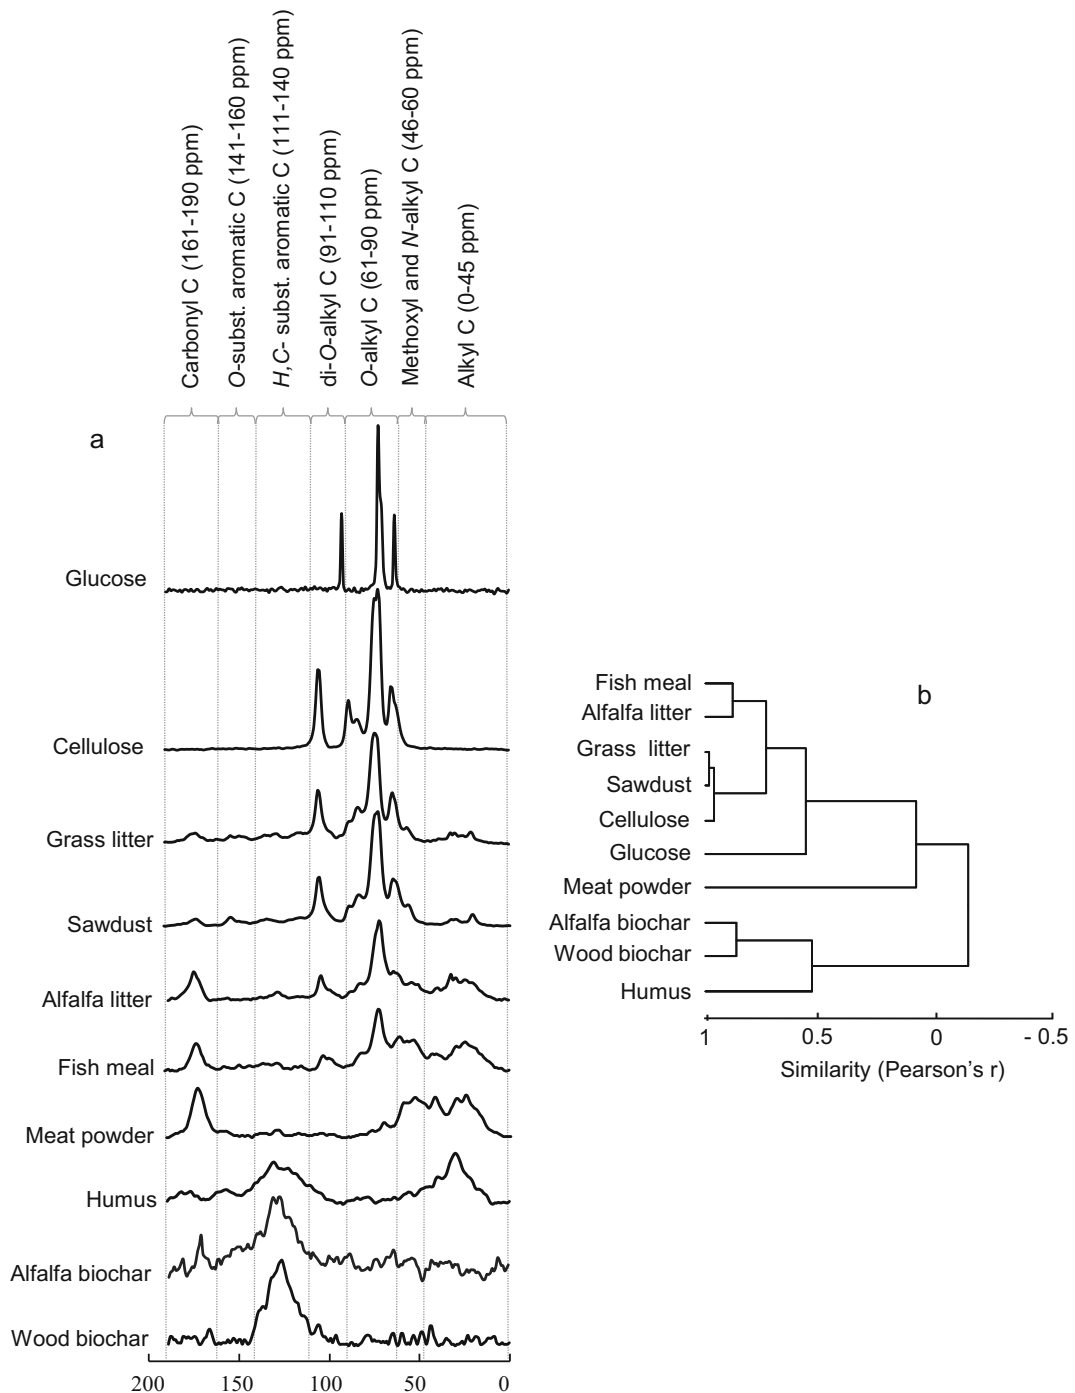 Carbonyl C (161-190 ppm)
O-subst. aromatic C (141-160 ppm)
H,C- subst. aromatic C (111-140 ppm)
di-O-alkyl C (91-110 ppm)
O-alkyl C (61-90 ppm)
Methoxyl and N-alkyl C (46-60 ppm)
Alkyl C (0-45 ppm)
a
Glucose
Cellulose
Grass litter
Sawdust
Alfalfa litter
Fish meal
Meat powder
Humus
Alfalfa biochar
Wood biochar
200 150 100 50 0
b
Fish meal
Alfalfa litter
Grass litter
Sawdust
Cellulose
Glucose
Meat powder
Alfalfa biochar
Wood biochar
Humus
1 0.5 0 - 0.5
Similarity (Pearson's r)